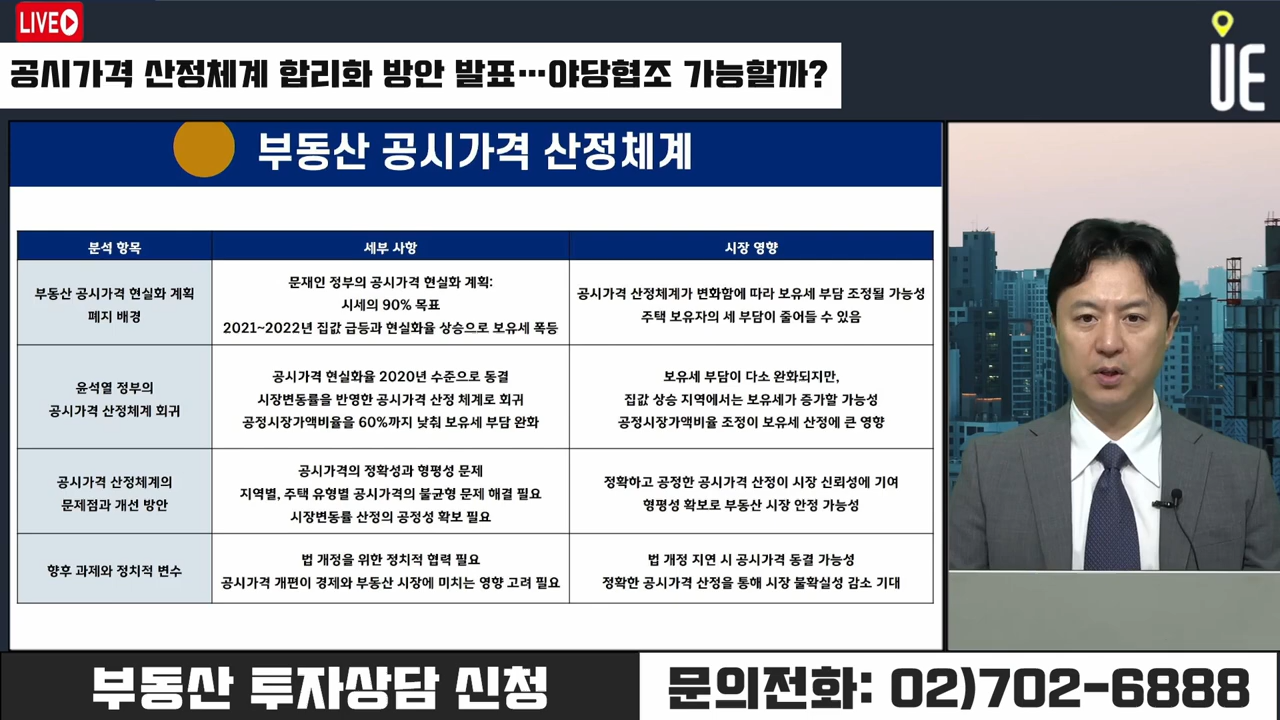 LIVE
공시가격 산정체계 합리화 방안 발표…야당협조 가능할까?
UE
부동산 공시가격 산정체계
분석 항목
세부 사항
시장 영향
부동산 공시가격 현실화 계획
폐지 배경
문재인 정부의 공시가격 현실화 계획:
시세의 90% 목표
2021~2022년 집값 급등과 현실화율 상승으로 보유세 폭등
공시가격 산정체계가 변화함에 따라 보유세 부담 조정될 가능성
주택 보유자의 세 부담이 줄어들 수 있음
윤석열 정부의
공시가격 산정체계 회귀
공시가격 현실화율 2020년 수준으로 동결
시장변동률을 반영한 공시가격 산정 체계로 회귀
공정시장가액비율을 60%까지 낮춰 보유세 부담 완화
보유세 부담이 다소 완화되지만,
집값 상승 지역에서는 보유세가 증가할 가능성
공정시장가액비율 조정이 보유세 산정에 큰 영향
공시가격 산정체계의
문제점과 개선 방안
공시가격의 정확성과 형평성 문제
지역별, 주택 유형별 공시가격의 불균형 문제 해결 필요
시장변동률 산정의 공정성 확보 필요
정확하고 공정한 공시가격 산정이 시장 신뢰성에 기여
형평성 확보로 부동산 시장 안정 가능성
향후 과제와 정치적 변수
법 개정을 위한 정치적 협력 필요
공시가격 개편이 경제와 부동산 시장에 미치는 영향 고려 필요
법 개정 지연 시 공시가격 동결 가능성
정확한 공시가격 산정을 통해 시장 불확실성 감소 기대
부동산 투자상담 신청
문의전화: 02)702-6888